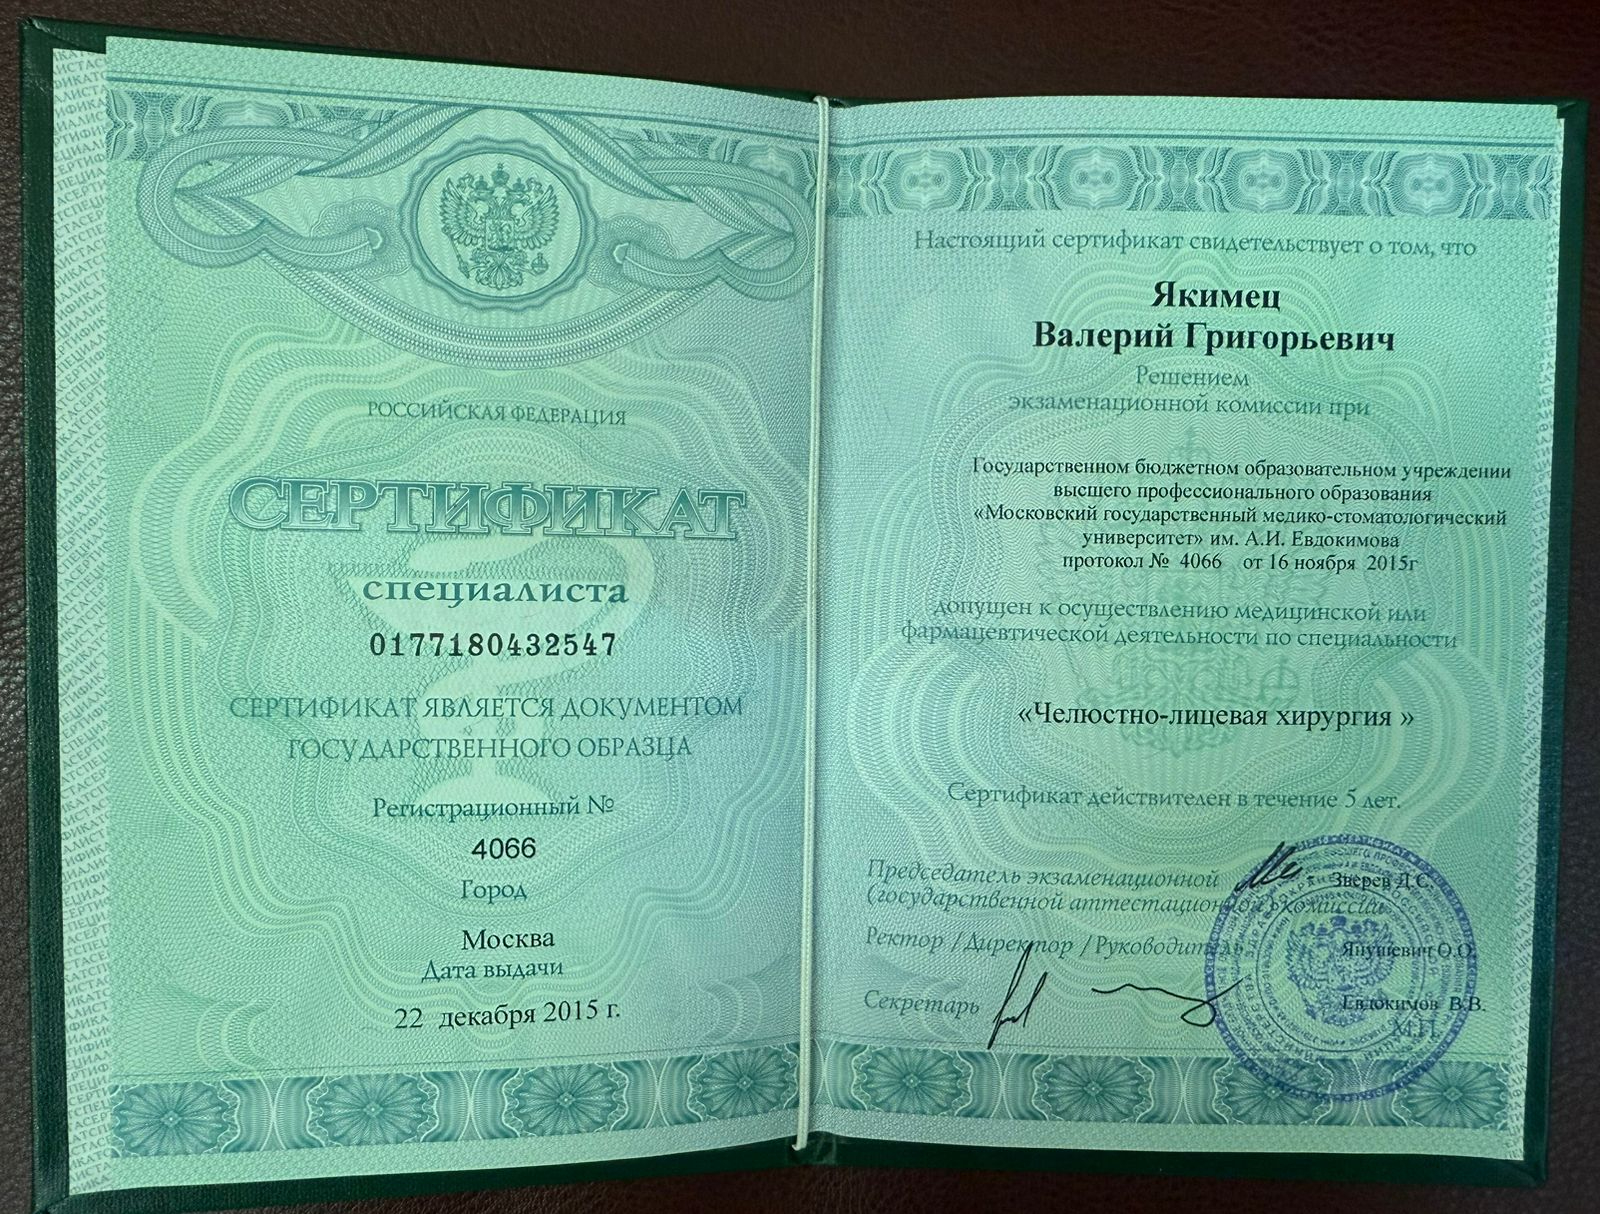 РОССИЙСКАЯ ФЕДЕРАЦИЯ
СЕРТИФИКАТ
специалиста
0177180432547
СЕРТИФИКАТ ЯВЛЯЕТСЯ ДОКУМЕНТОМ
ГОСУДАРСТВЕННОГО ОБРАЗЦА
Регистрационный №
4066
Город
Москва
Дата выдачи
22 декабря 2015 г.
Настоящий сертификат свидетельствует о том, что
Якимец
Валерий Григорьевич
Решением
экзаменационной комиссии при
Государственном бюджетном образовательном учреждении
высшего профессионального образования
«Московский государственный медико-стоматологический
университет» им. А.И. Евдокимова
протокол № 4066 от 16 ноября 2015г
допущен к осуществлению медицинской или
фармацевтической деятельности по специальности
«Челюстно-лицевая хирургия »
Сертификат действителен в течение 5 лет.
Председатель экзаменационной Зверев Д.С.
(государственной аттестационной) комиссии
Ректор / Директор / Руководитель Янушевич О.О.
Секретарь Евдокимов В.В.
М.П.